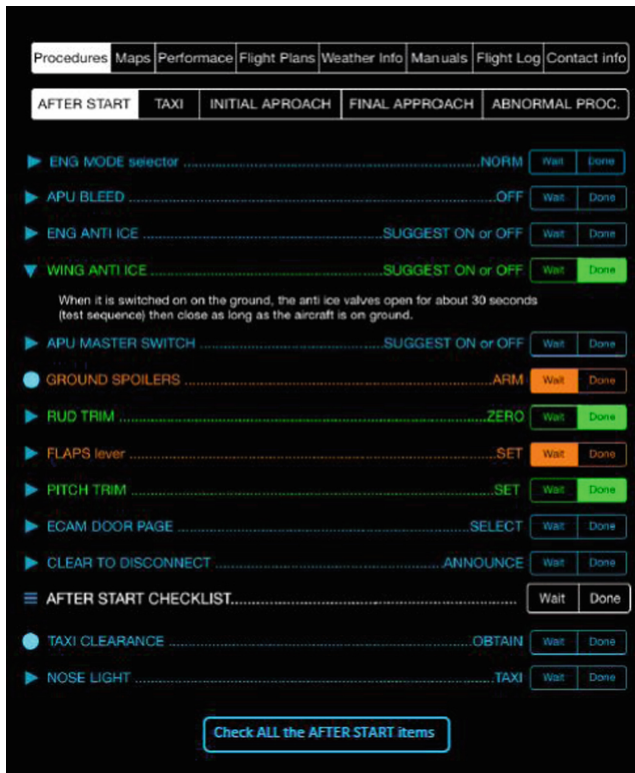 Procedures Maps Performace Flight Plans Weather Info Manuals Flight Log Contact info
AFTER START TAXI INITIAL APROACH FINAL APPROACH ABNORMAL PROC.
ENG MODE selector NORM Wait Done
APU BLEED OFF Wait Done
ENG ANTI ICE SUGGEST ON or OFF Wait Done
WING ANTI ICE SUGGEST ON or OFF Wait Done
When it is switched on on the ground, the anti ice valves open for about 30 seconds
(test sequence) then close as long as the aircraft is on ground.
APU MASTER SWITCH SUGGEST ON or OFF Wait Done
GROUND SPOILERS ARM Wait Done
RUD TRIM ZERO Wait Done
FLAPS lever SET Wait Done
PITCH TRIM SET Wait Done
ECAM DOOR PAGE SELECT Wait Done
CLEAR TO DISCONNECT ANNOUNCE Wait Done
AFTER START CHECKLIST Wait Done
TAXI CLEARANCE OBTAIN Wait Done
NOSE LIGHT TAXI Wait Done
Check ALL the AFTER START items